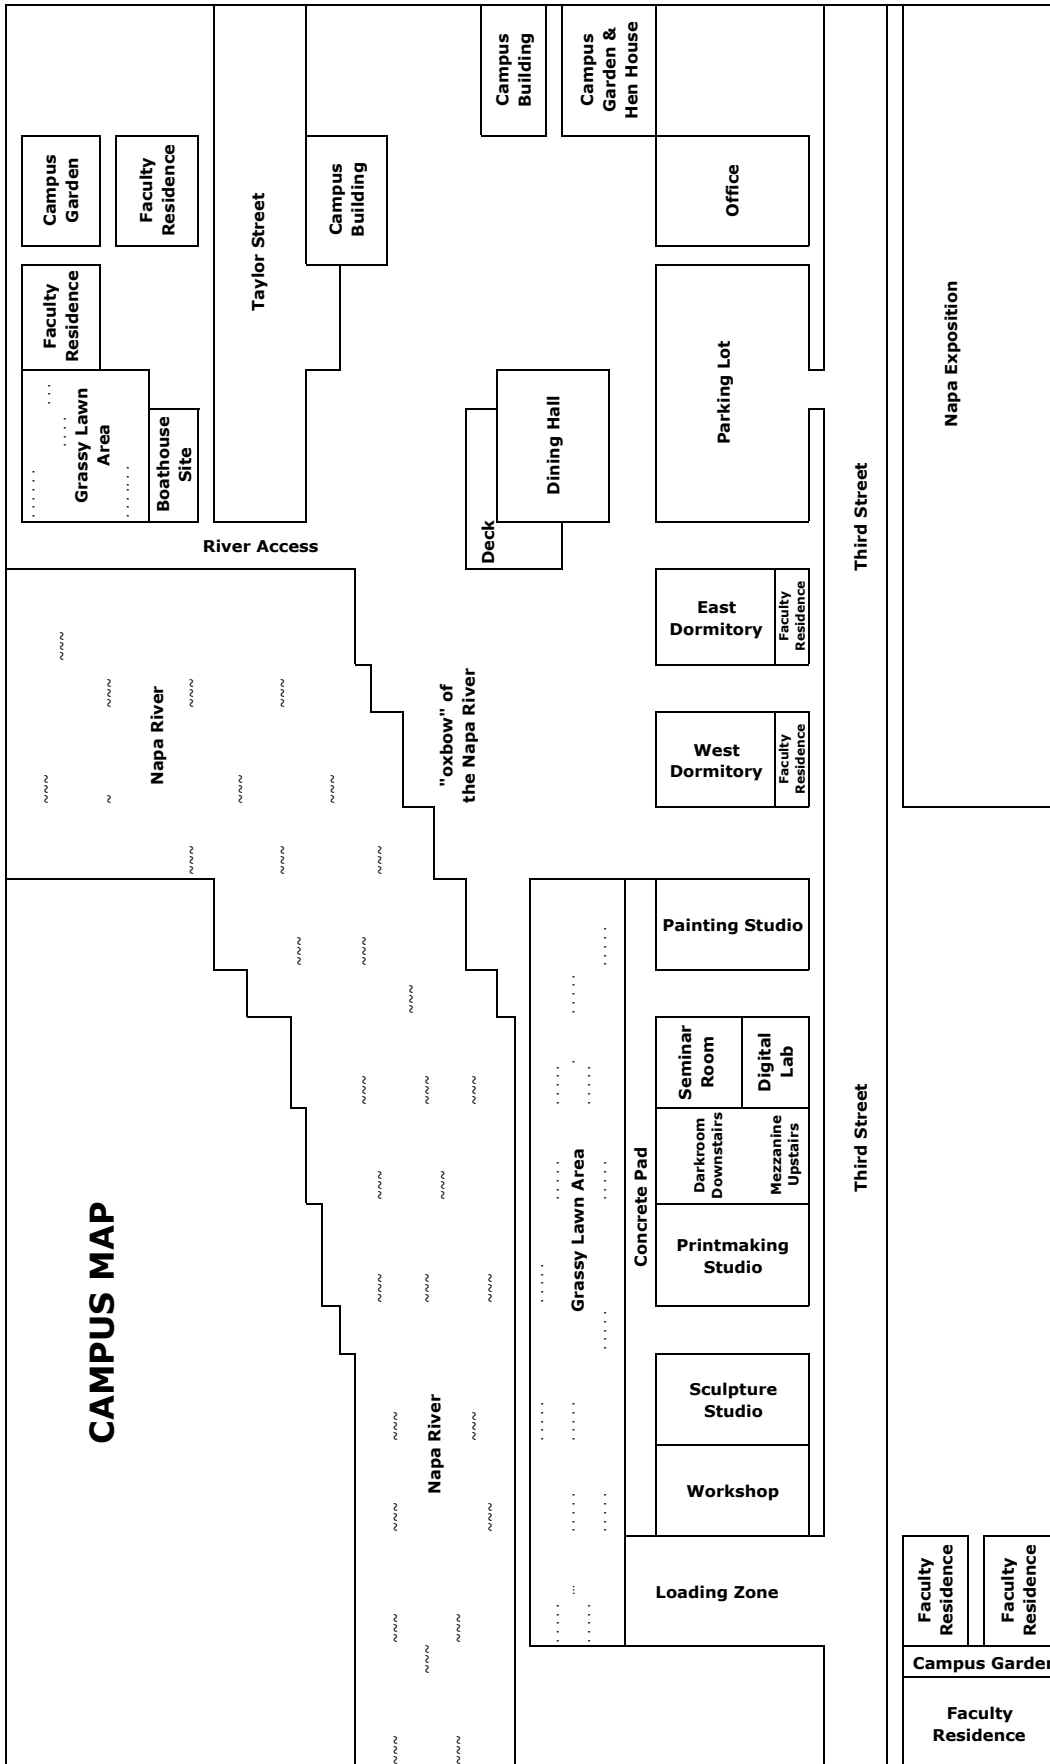 CAMPUS MAP
Campus
Garden
Faculty
Residence
Faculty
Residence
Grassy Lawn
Area
Boathouse
Site
Taylor Street
River Access
Campus
Building
Campus
Building
Campus
Garden &
Hen House
Office
Parking Lot
Dining Hall
Deck
Napa Exposition
Third Street
Napa River
"oxbow" of
the Napa River
East
Dormitory
Faculty
Residence
West
Dormitory
Faculty
Residence
Painting Studio
Seminar
Room
Digital
Lab
Darkroom
Downstairs
Mezzanine
Upstairs
Printmaking
Studio
Concrete Pad
Grassy Lawn Area
Third Street
Napa River
Sculpture
Studio
Workshop
Loading Zone
Faculty
Residence
Faculty
Residence
Campus Garden
Faculty
Residence